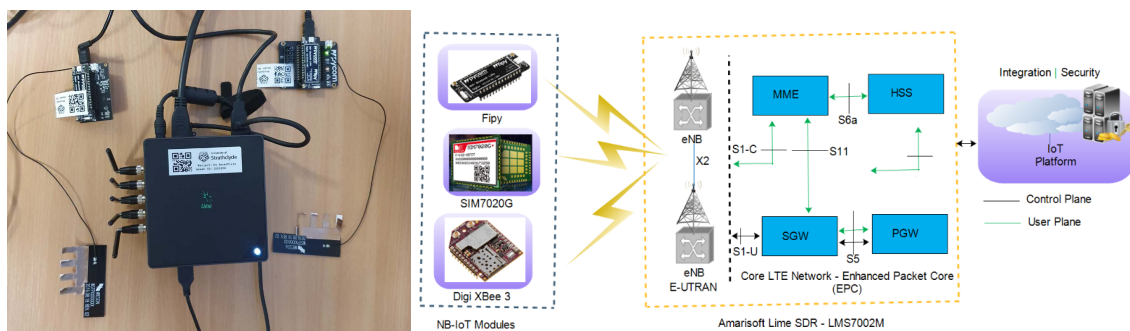 Strathclyde
Fipy
SIM7020G
Digi XBee 3
NB-IoT Modules
eNB
X2
eNB
E-UTRAN
S1-C
S1-U
MME
HSS
S6a
S11
SGW
PGW
S5
Core LTE Network - Enhanced Packet Core
(EPC)
Amarisoft Lime SDR - LMS7002M
Integration | Security
IoT
Platform
Control Plane
User Plane